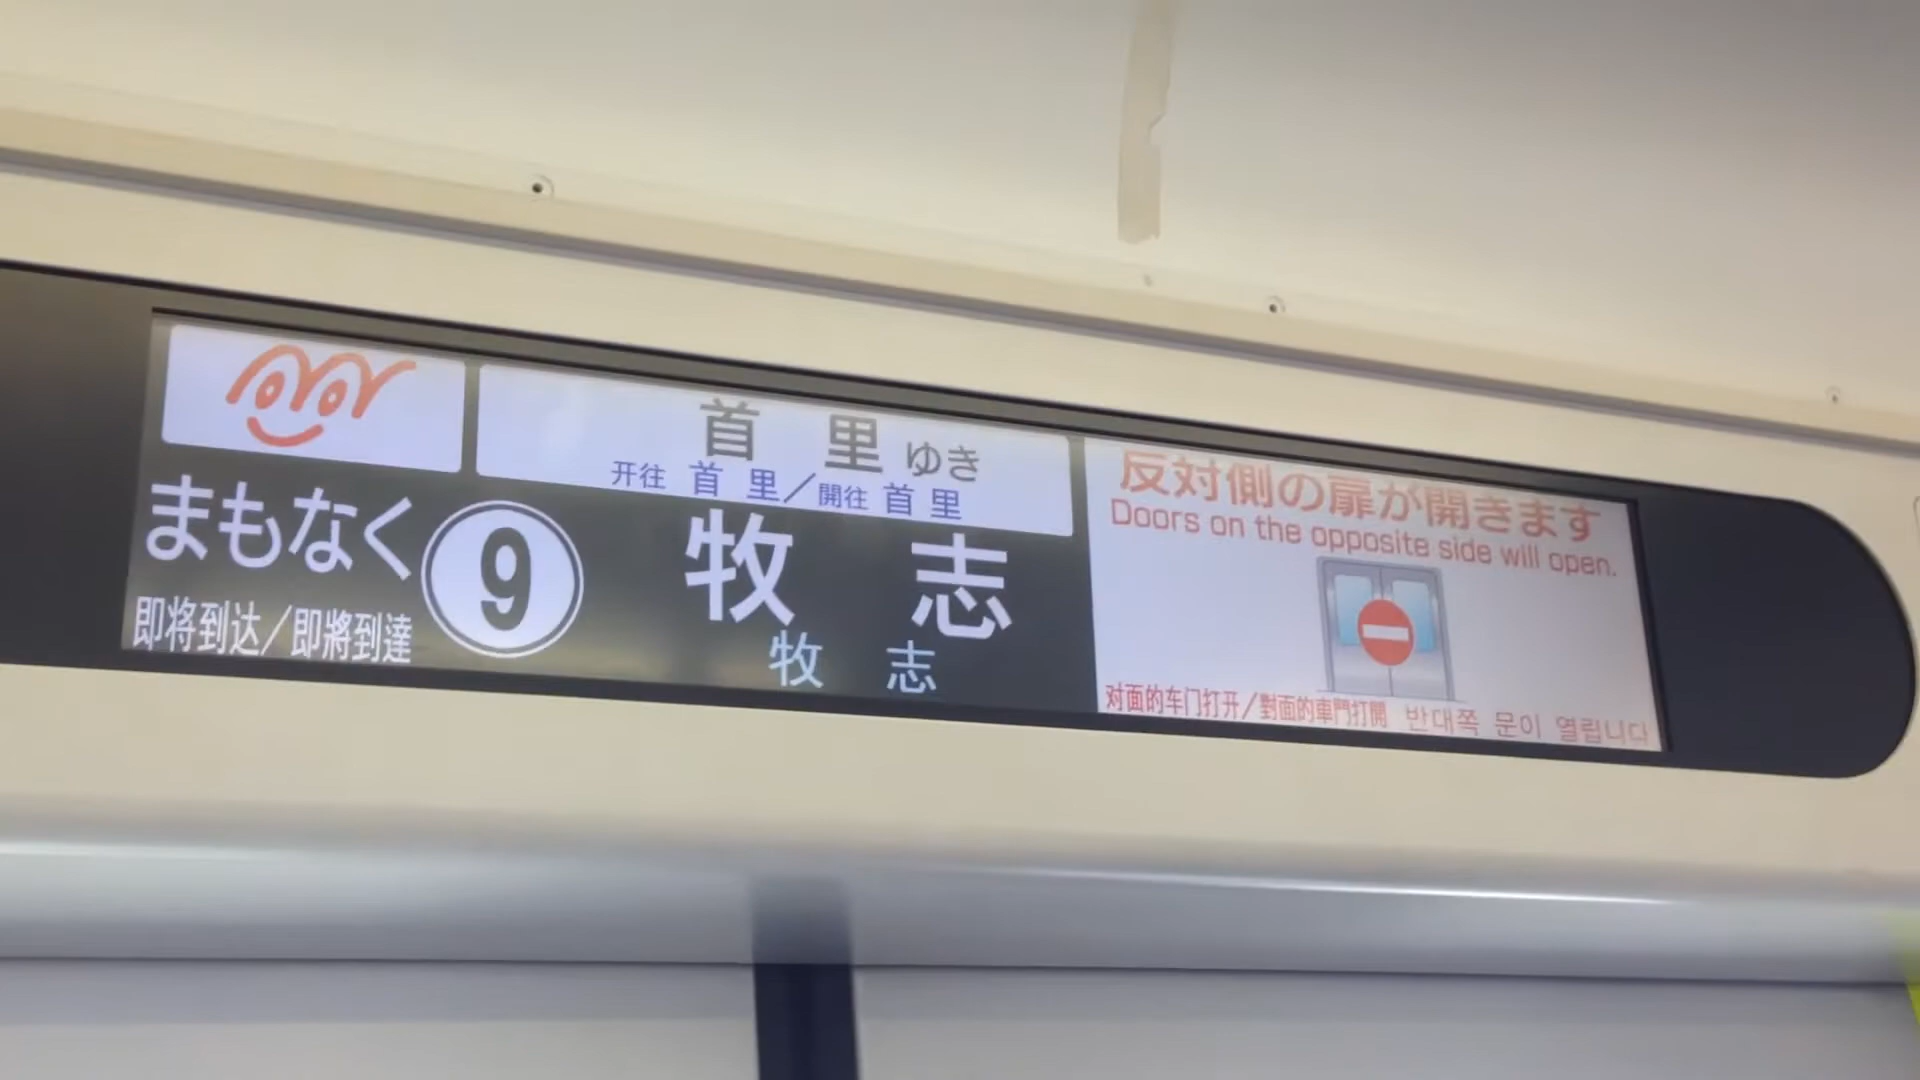 首里ゆき
开往 首里／開往 首里
まもなく
9
牧志
即将到达／即將到達
牧志
反対側の扉が開きます
Doors on the opposite side will open.
对面的车门打开／對面的車門打開 반대쪽 문이 열립니다